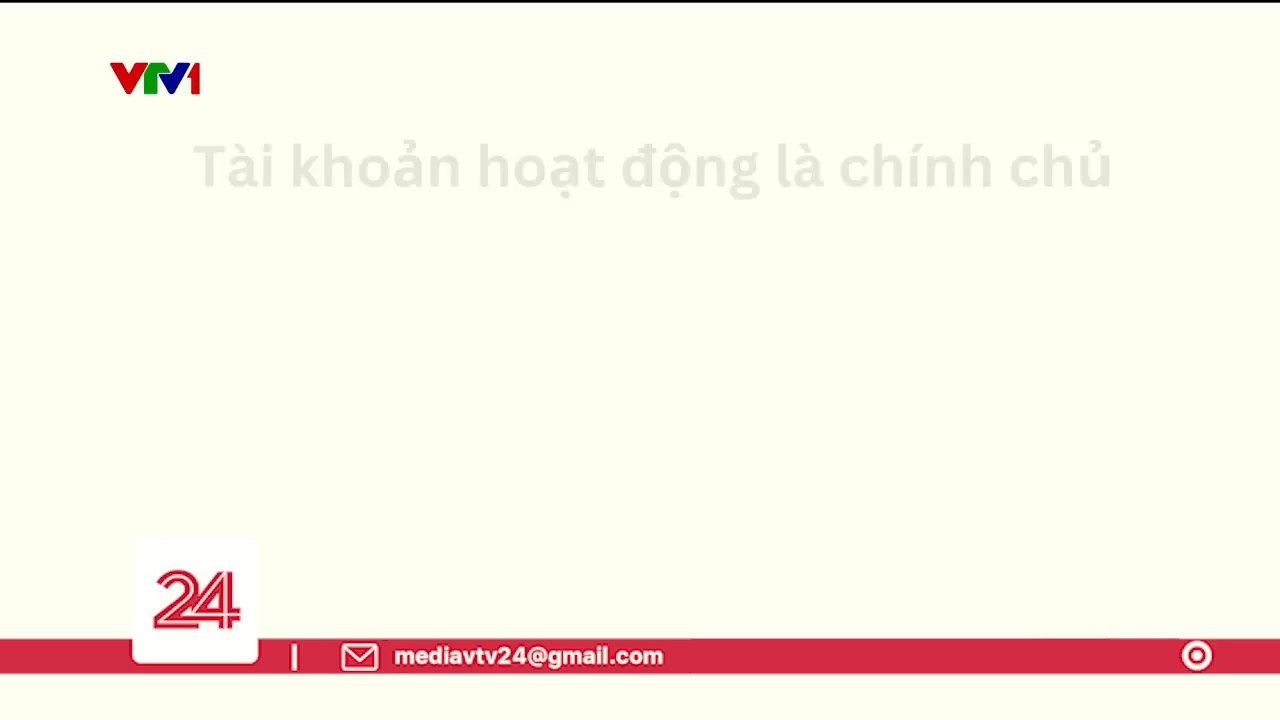 VTV1
Tài khoản hoạt động là chính chủ
24
mediavtv24@gmail.com